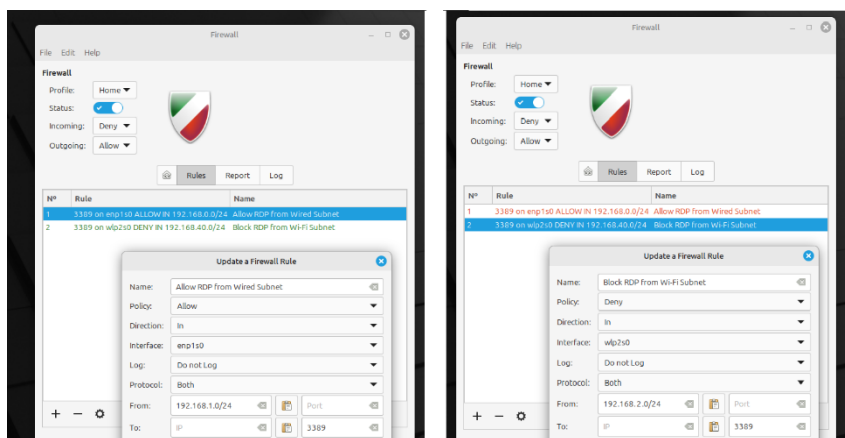 Firewall
File Edit Help
Firewall
Profile: Home
Status:
Incoming: Deny
Outgoing: Allow
Rules Report Log
Nº Rule Name
1 3389 on enp1s0 ALLOW IN 192.168.0.0/24 Allow RDP from Wired Subnet
2 3389 on wlp2s0 DENY IN 192.168.40.0/24 Block RDP from Wi-Fi Subnet
Update a Firewall Rule
Name: Allow RDP from Wired Subnet
Policy: Allow
Direction: In
Interface: enp1s0
Log: Do not Log
Protocol: Both
From: 192.168.1.0/24 Port
To: IP 3389
Firewall
File Edit Help
Firewall
Profile: Home
Status:
Incoming: Deny
Outgoing: Allow
Rules Report Log
Nº Rule Name
1 3389 on enp1s0 ALLOW IN 192.168.0.0/24 Allow RDP from Wired Subnet
2 3389 on wlp2s0 DENY IN 192.168.40.0/24 Block RDP from Wi-Fi Subnet
Update a Firewall Rule
Name: Block RDP from Wi-Fi Subnet
Policy: Deny
Direction: In
Interface: wlp2s0
Log: Do not Log
Protocol: Both
From: 192.168.2.0/24 Port
To: IP 3389